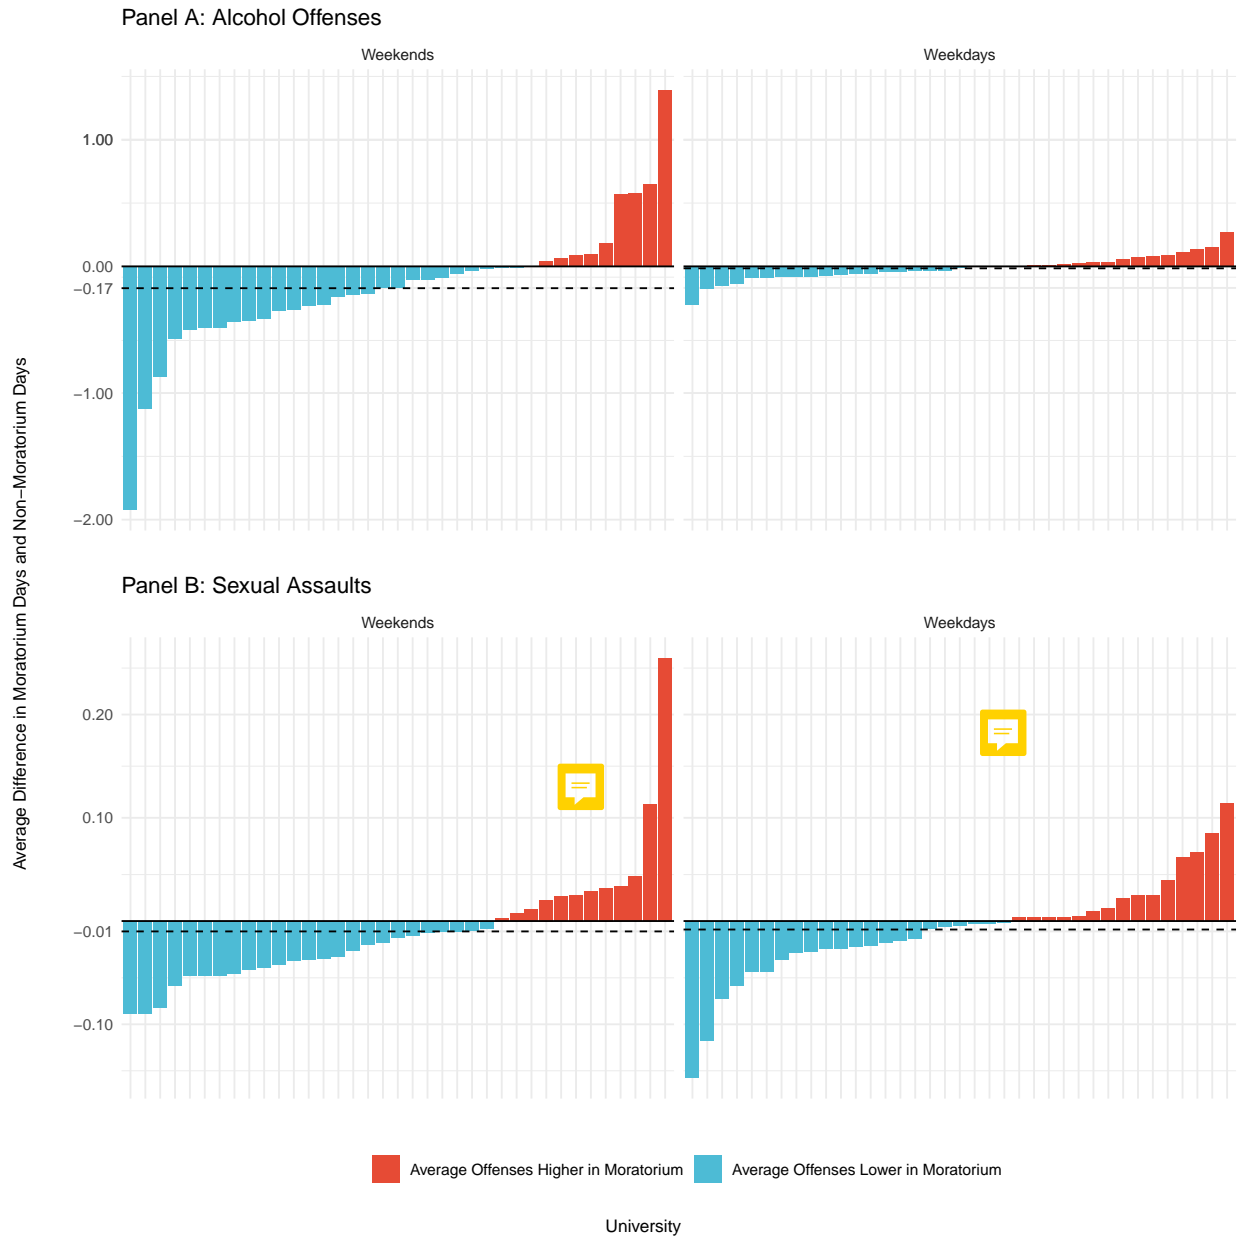 Panel A: Alcohol Offenses
Weekends
Weekdays
1.00
0.00
−0.17
−1.00
−2.00
Average Difference in Moratorium Days and Non−Moratorium Days
Panel B: Sexual Assaults
Weekends
Weekdays
0.20
0.10
−0.01
−0.10
Average Offenses Higher in Moratorium
Average Offenses Lower in Moratorium
University